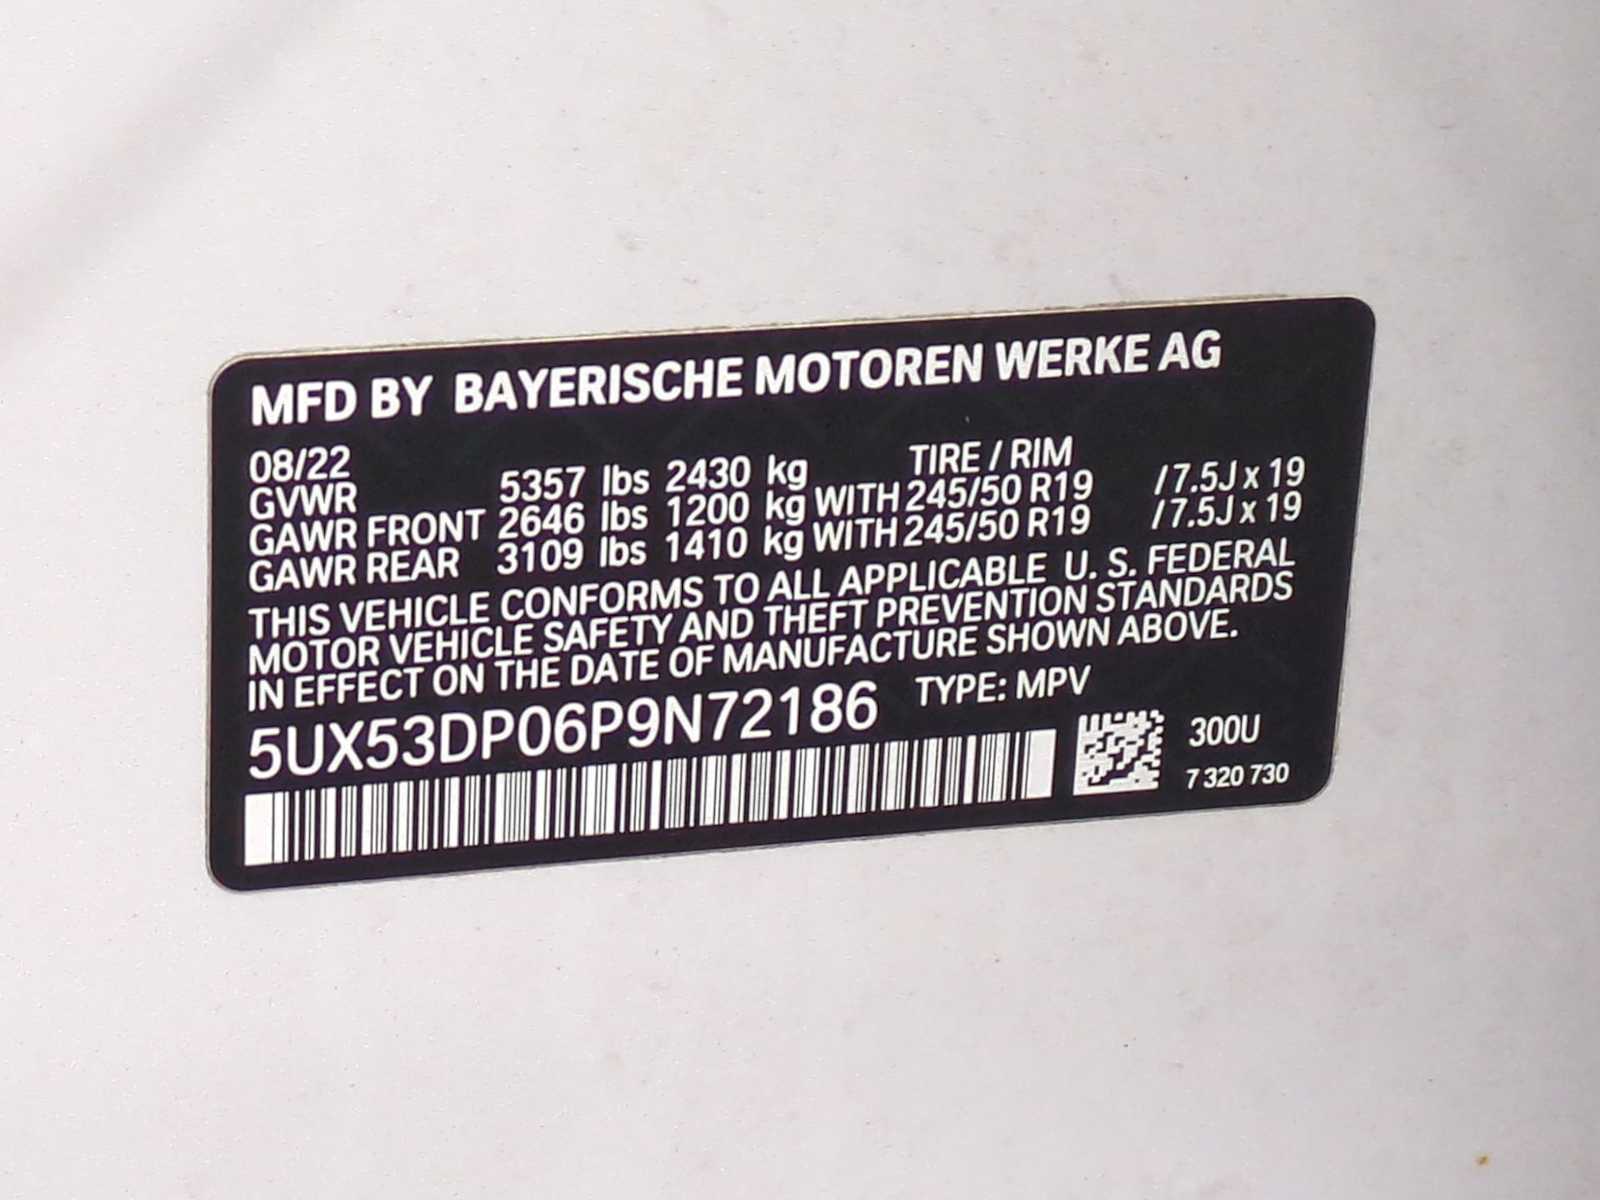 MFD BY BAYERISCHE MOTOREN WERKE AG
08/22 TIRE / RIM
GVWR 5357 lbs 2430 kg
GAWR FRONT 2646 lbs 1200 kg WITH 245/50 R19 /7.5J x 19
GAWR REAR 3109 lbs 1410 kg WITH 245/50 R19 /7.5J x 19
THIS VEHICLE CONFORMS TO ALL APPLICABLE U. S. FEDERAL
MOTOR VEHICLE SAFETY AND THEFT PREVENTION STANDARDS
IN EFFECT ON THE DATE OF MANUFACTURE SHOWN ABOVE.
5UX53DP06P9N72186 TYPE: MPV
300U
7 320 730